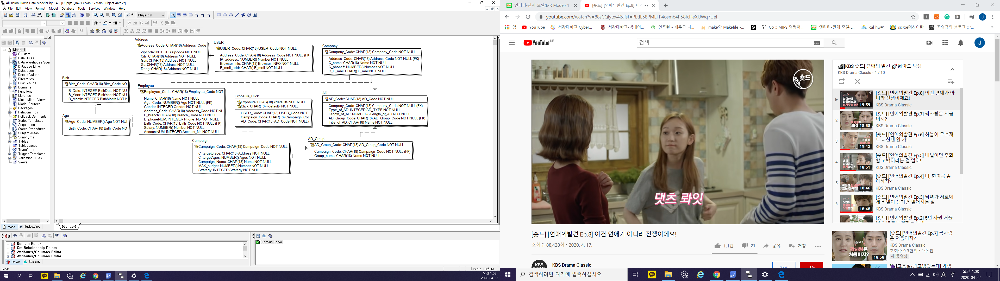 AllFusion ERwin Data Modeler by CA - [DBprj#1_0421.erwin : <Main Subject Area>*]
File Edit View Format Model Database Tools Services Window Help
Physical
Model_1
Clusters
Data Rules
Data Warehouse Sour
Database Links
Databases
Default Values
Directories
Disk Groups
Domains
Functions
Libraries
Materialized Views
Model Sources
Packages
Relationships
Rollback Segments
Script Templates
Sequences
Stored Procedures
Subject Areas
Synonyms
Tables
Tablespaces
Transforms
Trigger Templates
Validation Rules
Views
Model Subject Area
Address
Address_Code: CHAR(18) Address_Code
Zipcode: INTEGER zipcode NOT NULL
City: CHAR(18) Address NOT NULL
Gun: CHAR(18) Address NOT NULL
Gu: CHAR(18) Address NOT NULL
Dong: CHAR(18) Address NOT NULL
USER
USER_Code: CHAR(18) USER_Code NOT NULL
Address_Code: CHAR(18) Address_Code NOT NULL (FK)
IP_address: NUMBER() Number NOT NULL
Browser_Info: CHAR(18) Browser_INFO NOT NULL
E_mail_addr: CHAR() E_mail NOT NULL
Company
Company_Code: CHAR(18) Company_Code NOT NULL
Address_Code: CHAR(18) Address_Code NOT NULL (FK)
C_name: CHAR(18) Name NOT NULL
C_phone#: NUMBER() Number NOT NULL
C_E_mail: CHAR() E_mail NOT NULL
Birth
Birth_Code: CHAR(18) Birth_Code NO
B_Date: INTEGER BirthDate NOT NU
B_Year: INTEGER BirthYear NOT NU
B_Month: INTEGER BirthMonth NOT N
Employee
Employee_Code: CHAR(18) Employee_Code NOT
Name: CHAR(18) Name NOT NULL
Age_Code: NUMBER() Age NOT NULL (FK)
Gender: INTEGER Gender NOT NULL
Address_Code: CHAR(18) Address_Code NOT NU
E_branch: CHAR(18) Branch_Code NOT NULL
E_phoneNUM: INTEGER Phone_No NOT NULL
Birth_Code: CHAR(18) Birth_Code NOT NULL (FK)
Salary: NUMBER() Number NOT NULL
AccountNUM: INTEGER Account_No NOT NULL
Age
Age_Code: NUMBER() Age NOT NUL
Birth_Code: CHAR(18) Birth_Code NO
Exposure_Click
Exposure: CHAR(18) <default> NOT NULL
Click: CHAR(18) <default> NOT NULL
USER_Code: CHAR(18) USER_Code NOT
Campaign_Code: CHAR(18) Campaign_Coc
AD_Code: CHAR(18) AD_Code NOT NULL (
AD
AD_Code: CHAR(18) AD_Code NOT NULL
Company_Code: CHAR(18) Company_Code NOT NULL (FK)
Type_of_AD: INTEGER AD_TYPE NOT NULL
Length_of_AD: NUMBER() Length_of_AD NOT NULL
AD_Group_Code: CHAR(18) AD_Group_Code NOT NULL (FK)
Title_of_AD: CHAR(18) Name NOT NULL
Campaign
Campaign_Code: CHAR(18) Campaign_Code NOT NULL
C_targetplace: CHAR(18) Address NOT NULL
C_targetAges: NUMBER() Ages NOT NULL
Campaign_Name: CHAR(18) Name NOT NULL
MAX_budget: NUMBER() Number NOT NULL
Strategy: INTEGER Strategy NOT NULL
AD_Group
AD_Group_Code: CHAR(18) AD_Group_Code NOT NULL
Campaign_Code: CHAR(18) Campaign_Code NOT NULL (FK)
Group_name: CHAR(18) Name NOT NULL
Display1
Domain Editor
Set Relationship Points
Attributes/Columns Editor
Attributes/Columns Editor
Details Summary
Domain Editor
Ready
Oracle 10g/11g
오전 1:08
2020-04-22
엔티티-관계 모델(E-R Model) 1
[숏드] [연애의발견 Ep.8] 이건
youtube.com/watch?v=88sCQiytxv4&list=PLtIE58PMEFP4osmb4P58fcHeXUWq7Uei_
앱 YouTube 서강대학교 Cyber... 서강대학교-빅데이... 인프런 - 배우고 나... make와 Makefile -... Go :: MIPS 명령어... 엔티티-관계 모델(E... cal hw#1 sic/xe머신이란 조영규의 블로그 :: '... »
YouTube KR
검색
J
숏드
댓츠 롸잇
[숏드] [연애의발견 Ep.8] 이건 연애가 아니라 전쟁이에요!
조회수 88,428회 • 2020. 4. 17.
1.1천 21 공유 저장
KBS Drama Classic
가입 구독
[KBS 숏드] 연애의 발견 짧아도 빅잼
KBS Drama Classic - 1 / 10
[숏드] [연애의발견 Ep.8] 이건 연애가 아
니라 전쟁이에요!
KBS Drama Classic
19:59
2
[숏드] [연애의발견 Ep.7] 짝사랑은 처음
이지?
KBS Drama Classic
18:58
3
[숏드] [연애의발견 Ep.6] 하늘이 무너져
도 너한텐 안 가!
KBS Drama Classic
19:42
4
[숏드] [연애의발견 Ep.5] 내일이면 후회
할 고백이라는 걸 알아!
KBS Drama Classic
18:51
5
[숏드] [연애의발견 Ep.4] 너, 한여름 좋
아하지?
KBS Drama Classic
18:46
6
[숏드] [연애의발견 Ep.3] 남녀가 서로에
게 비밀이 생기면 벌어지는 일
KBS Drama Classic
18:48
[숏드] [연애의발견 Ep.2] 5년 사귄 커플
EP07
짝사랑은
처음이지?
18:58
[숏드] [연애의발견 Ep.7] 짝사랑
은 처음이지?
KBS Drama Classic
조회수 9.3만회 • 1주 전
새 동영상
[고음질/광고없었는데] 게임
검색하려면 여기에 입력하십시오.
오전 1:08
2020-04-22